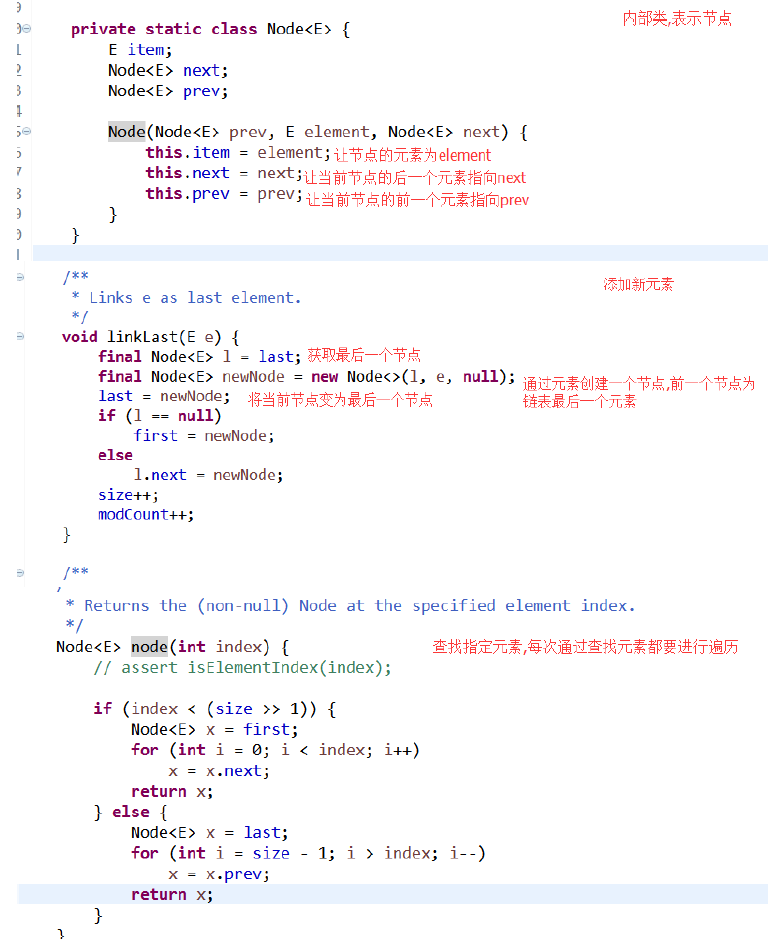 9
0 private static class Node<E> { 内部类,表示节点
1 E item;
2 Node<E> next;
3 Node<E> prev;
4
5 Node(Node<E> prev, E element, Node<E> next) {
this.item = element; 让节点的元素为element
7 this.next = next; 让当前节点的后一个元素指向next
8 this.prev = prev; 让当前节点的前一个元素指向prev
9 }
0 }
/**
* Links e as last element. 添加新元素
*/
void linkLast(E e) {
final Node<E> l = last; 获取最后一个节点
final Node<E> newNode = new Node<>(l, e, null); 通过元素创建一个节点,前一个节点为
last = newNode; 将当前节点变为最后一个节点 链表最后一个元素
if (l == null)
first = newNode;
else
l.next = newNode;
size++;
modCount++;
}
/**
* Returns the (non-null) Node at the specified element index.
*/
Node<E> node(int index) { 查找指定元素,每次通过查找元素都要进行遍历
// assert isElementIndex(index);
if (index < (size >> 1)) {
Node<E> x = first;
for (int i = 0; i < index; i++)
x = x.next;
return x;
} else {
Node<E> x = last;
for (int i = size - 1; i > index; i--)
x = x.prev;
return x;
}
}